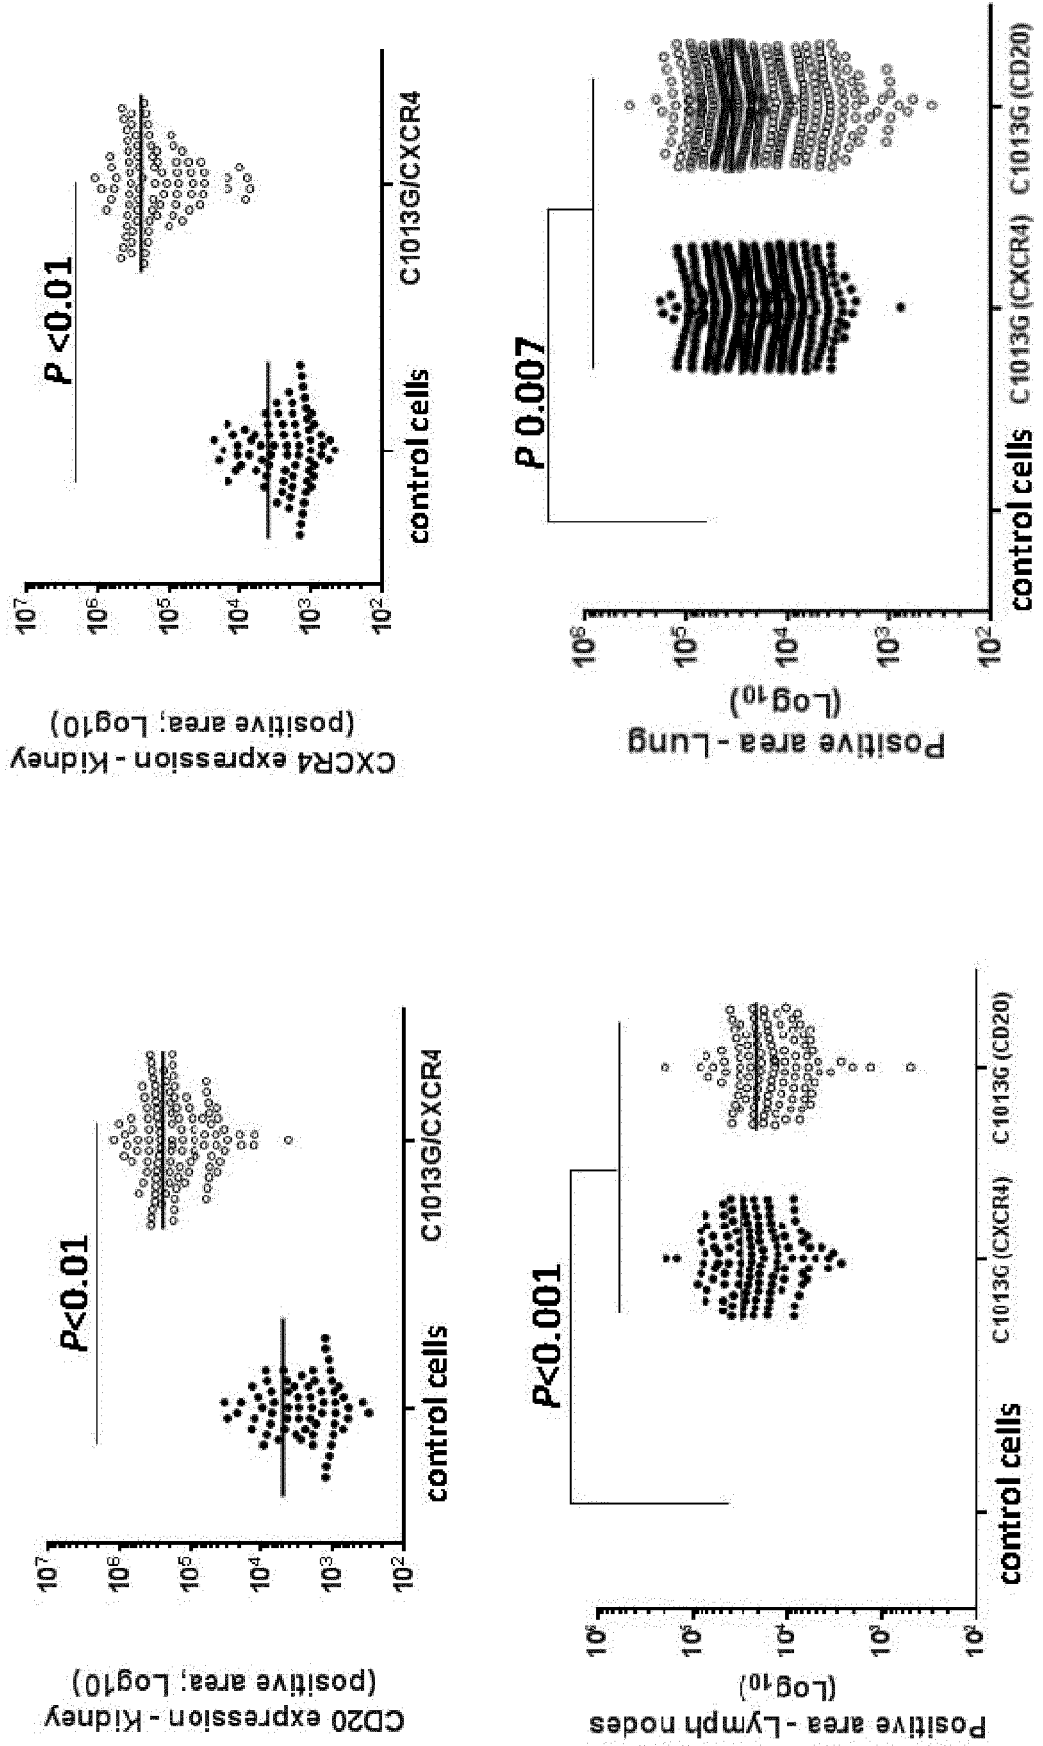 CD20 expression - Kidney
(positive area; Log10)
10⁷
10⁶
10⁵
10⁴
10³
10²
P<0.01
control cells
C1013G/CXCR4
CXCR4 expression - Kidney
(positive area; Log10)
10⁷
10⁶
10⁵
10⁴
10³
10²
P <0.01
control cells
C1013G/CXCR4
Positive area - Lymph nodes
(Log₁₀)
10⁶
10⁵
10⁴
10³
10²
P<0.001
control cells
C1013G (CXCR4)
C1013G (CD20)
Positive area - Lung
(Log₁₀)
10⁶
10⁵
10⁴
10³
10²
P 0.007
control cells
C1013G (CXCR4)
C1013G (CD20)